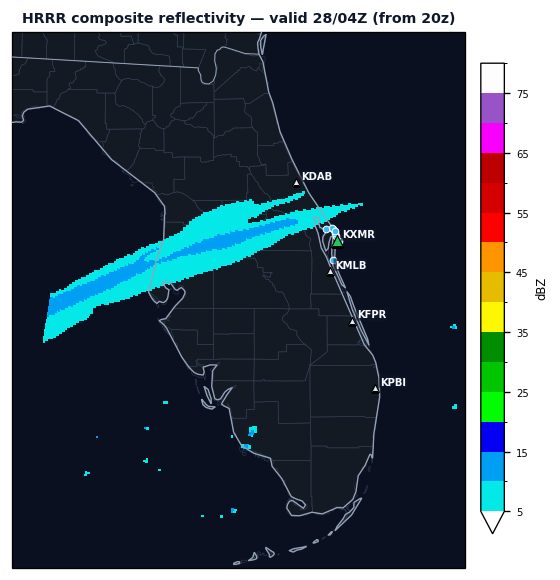 HRRR composite reflectivity — valid 28/04Z (from 20z)
KDAB
KXMR
KMLB
KFPR
KPBI
75
65
55
45
35
25
15
5
dBZ